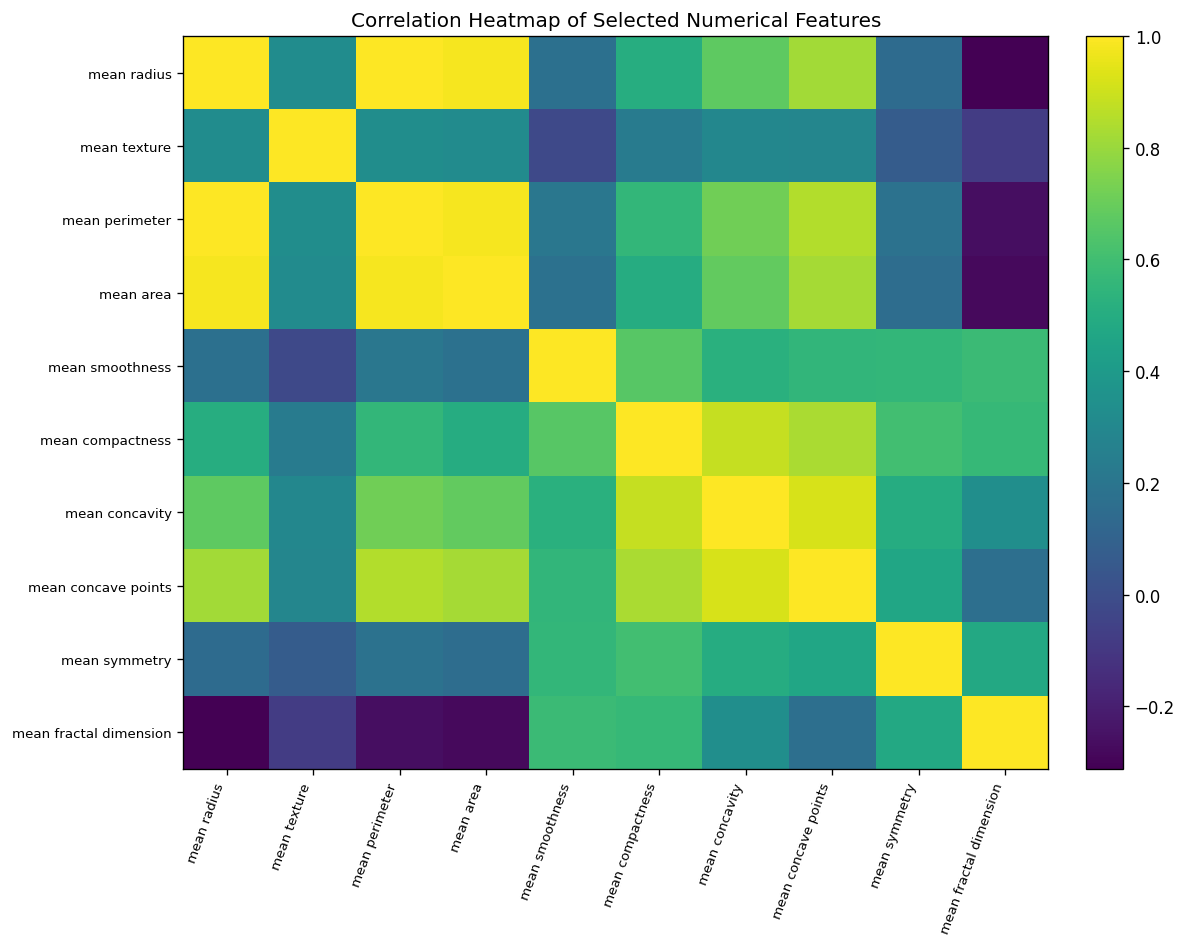 Correlation Heatmap of Selected Numerical Features
mean radius
mean texture
mean perimeter
mean area
mean smoothness
mean compactness
mean concavity
mean concave points
mean symmetry
mean fractal dimension
mean radius
mean texture
mean perimeter
mean area
mean smoothness
mean compactness
mean concavity
mean concave points
mean symmetry
mean fractal dimension
1.0
0.8
0.6
0.4
0.2
0.0
−0.2